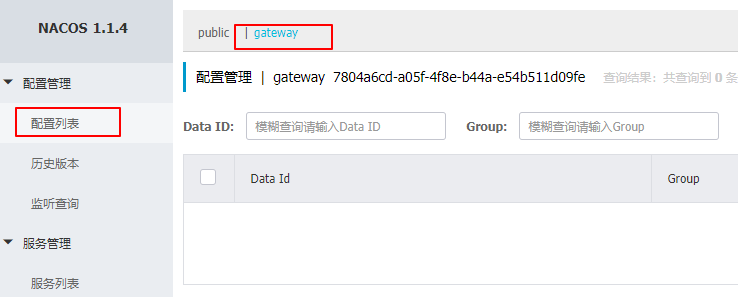 NACOS 1.1.4
public | gateway
配置管理
配置管理 | gateway 7804a6cd-a05f-4f8e-b44a-e54b511d09fe 查询结果：共查询到 0 条
配置列表
Data ID: 模糊查询请输入Data ID Group: 模糊查询请输入Group
历史版本
Data Id Group
监听查询
服务管理
服务列表